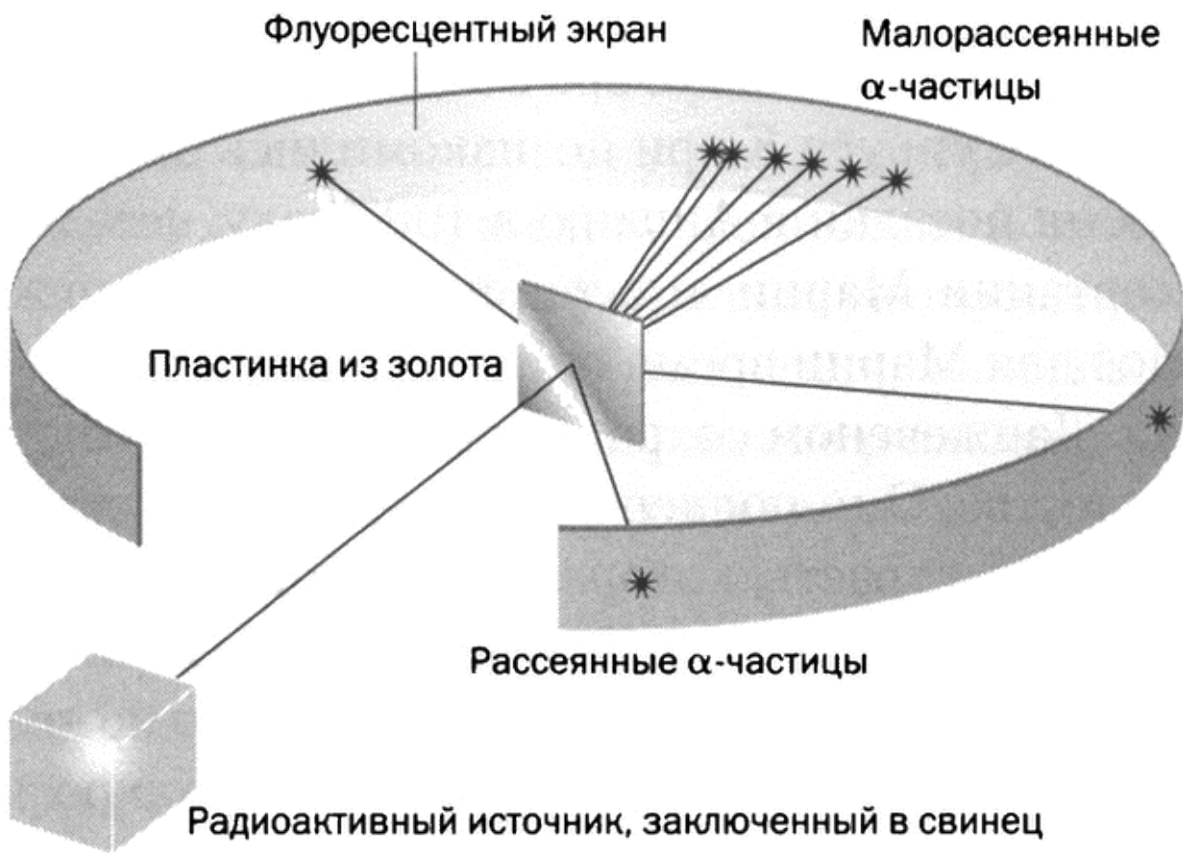 Флуоресцентный экран
Малорассеянные
α-частицы
Пластинка из золота
Рассеянные α-частицы
Радиоактивный источник, заключенный в свинец